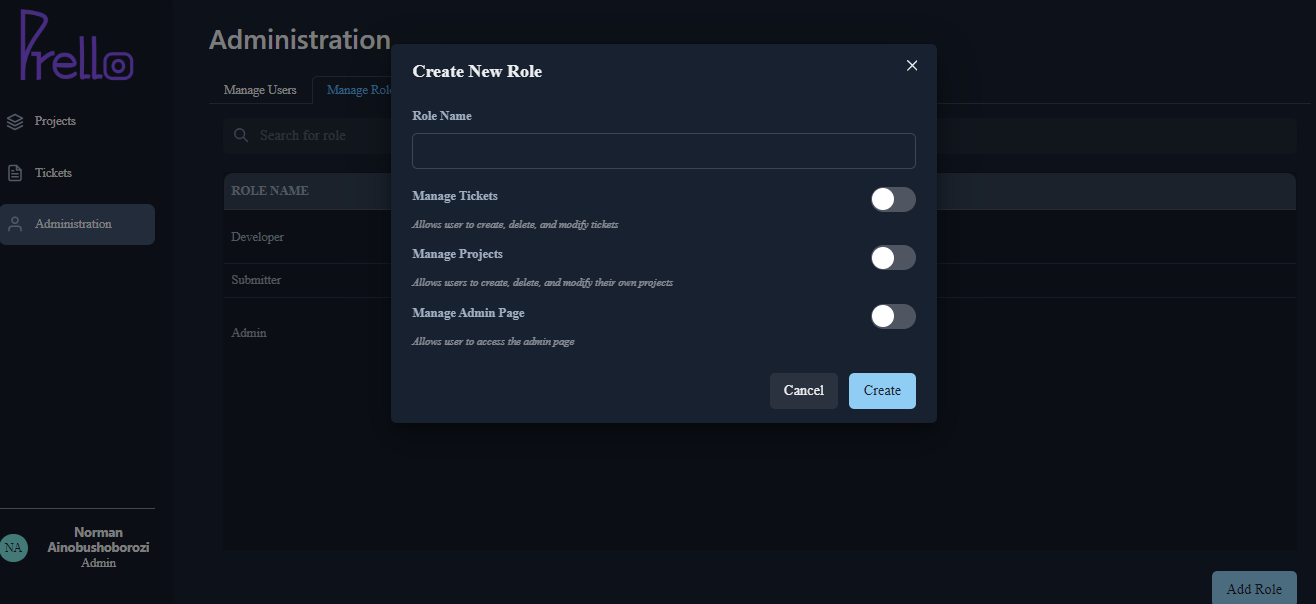 Prello
Projects
Tickets
Administration
Norman
Ainobushoborozi
Admin
NA
Administration
Manage Users
Manage Rol
Search for role
ROLE NAME
Developer
Submitter
Admin
Add Role
Create New Role
Role Name
Manage Tickets
Allows user to create, delete, and modify tickets
Manage Projects
Allows users to create, delete, and modify their own projects
Manage Admin Page
Allows user to access the admin page
Cancel
Create